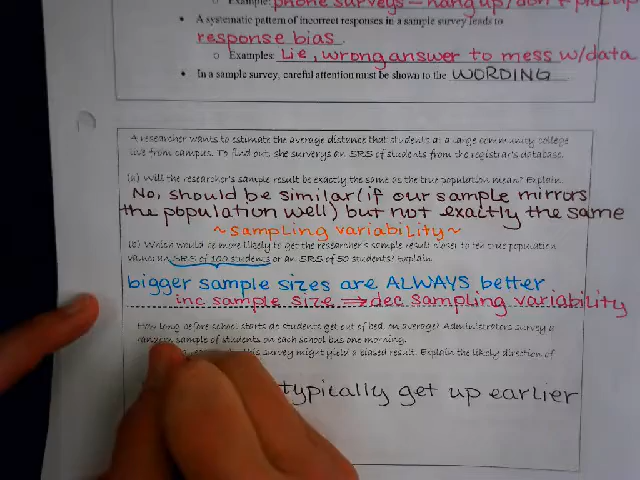 Example: phone surveys - hang up/don't pick up
• A systematic pattern of incorrect responses in a sample survey leads to
response bias.
o Examples: Lie, wrong answer to mess w/data
• In a sample survey, careful attention must be shown to the WORDING
A researcher wants to estimate the average distance that students at a large community college
live from campus. To find out, she surveys an SRS of students from the registrar's database.
(a) Will the researcher's sample result be exactly the same as the true population mean? Explain.
No, should be similar (if our sample mirrors
the population well) but not exactly the same
~sampling variability~
(b) Which would be more likely to get the researcher's sample result closer to the true population
value: an SRS of 100 students or an SRS of 50 students? Explain.
bigger sample sizes are ALWAYS better
inc sample size ⇒ dec sampling variability
How long before school starts do students get out of bed, on average? Administrators survey a
random sample of students on each school bus one morning.
this survey might yield a biased result. Explain the likely direction of
typically get up earlier